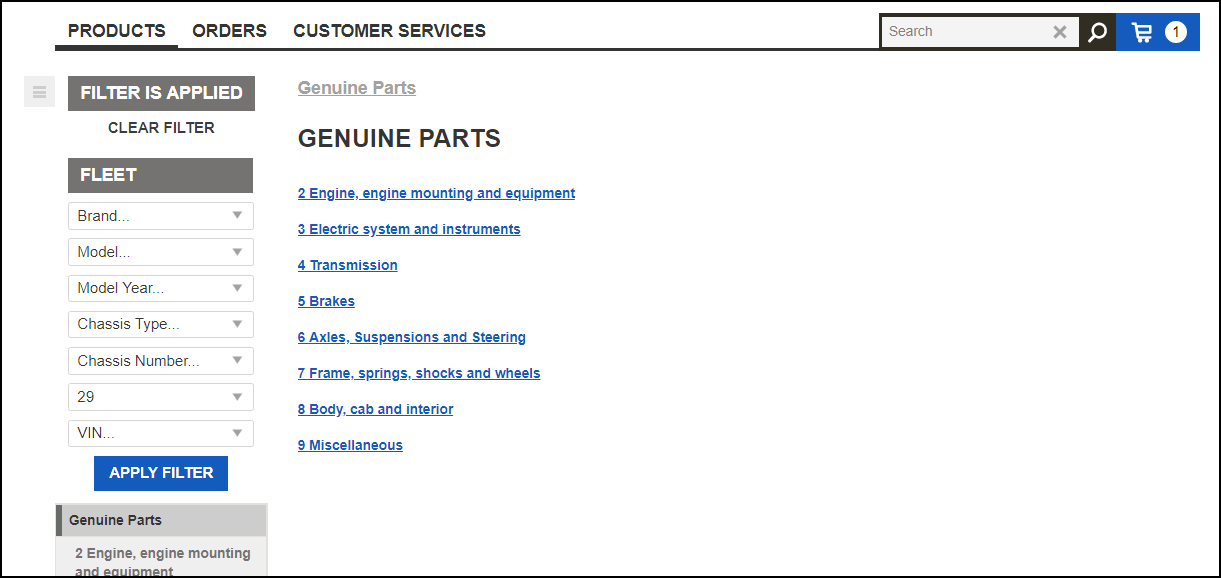 PRODUCTS ORDERS CUSTOMER SERVICES Search 1
FILTER IS APPLIED
CLEAR FILTER
FLEET
Brand...
Model...
Model Year...
Chassis Type...
Chassis Number...
29
VIN...
APPLY FILTER
Genuine Parts
2 Engine, engine mounting
and equipment
Genuine Parts
GENUINE PARTS
2 Engine, engine mounting and equipment
3 Electric system and instruments
4 Transmission
5 Brakes
6 Axles, Suspensions and Steering
7 Frame, springs, shocks and wheels
8 Body, cab and interior
9 Miscellaneous